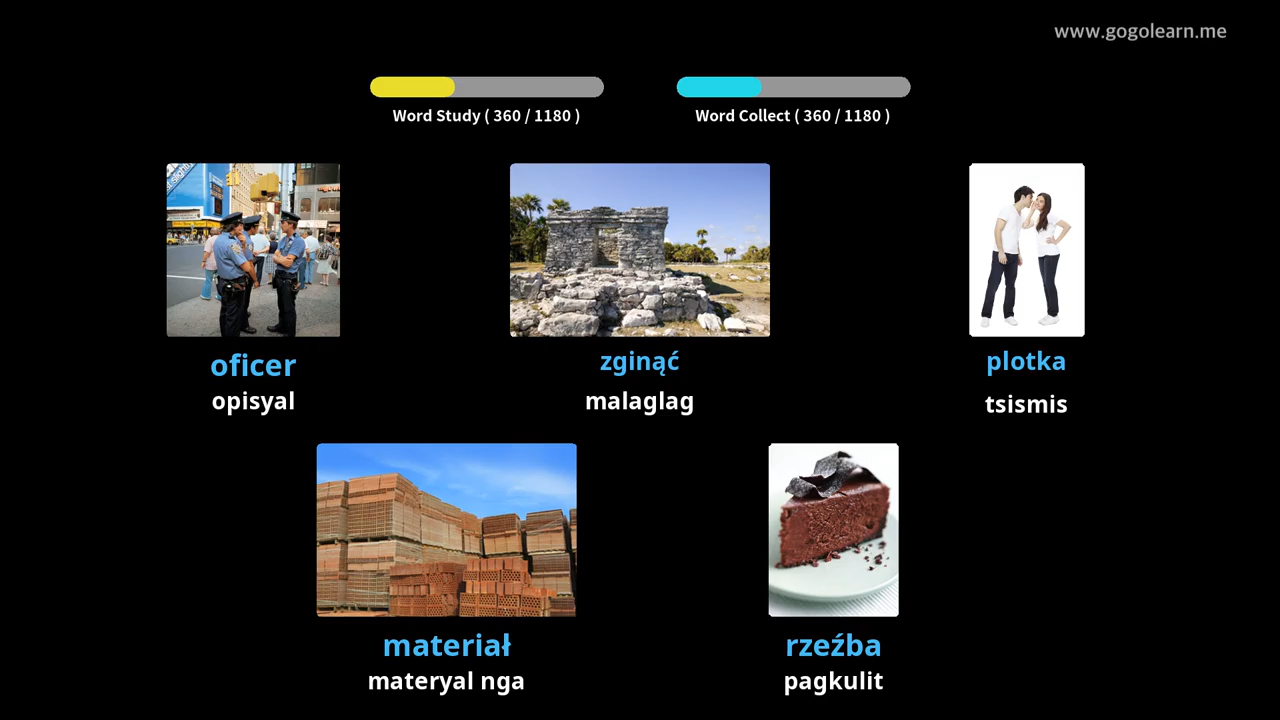 www.gogolearn.me
Word Study ( 360 / 1180 )
Word Collect ( 360 / 1180 )
oficer
opisyal
zginąć
malaglag
plotka
tsismis
materiał
materyal nga
rzeźba
pagkulit